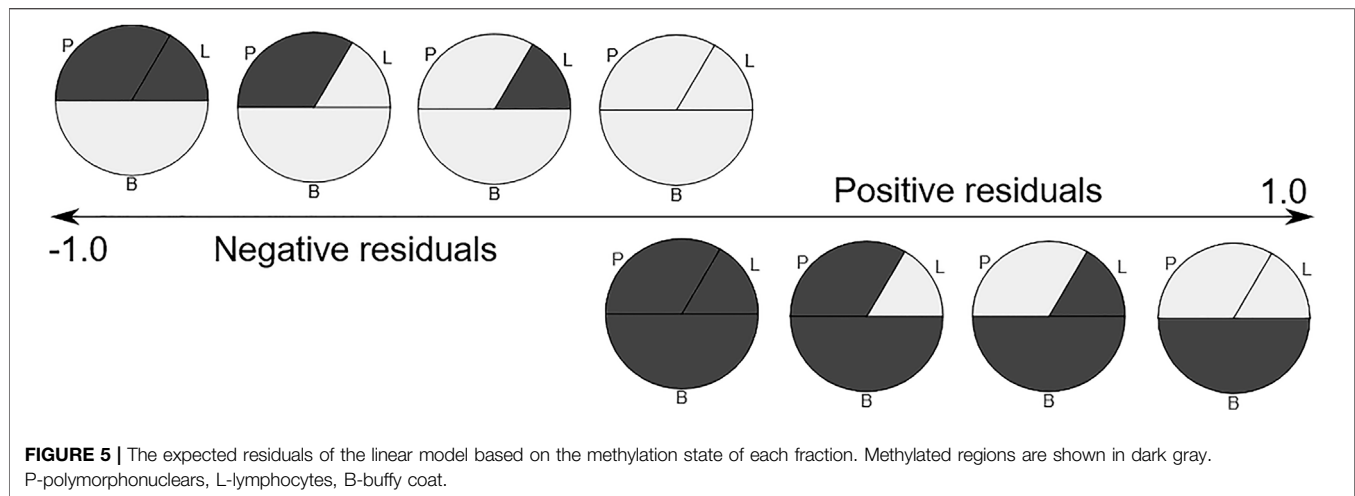 P L P L P L P L
B B B B
Positive residuals 1.0
-1.0 Negative residuals
P L P L P L P L
B B B B
FIGURE 5 | The expected residuals of the linear model based on the methylation state of each fraction. Methylated regions are shown in dark gray.
P-polymorphonuclears, L-lymphocytes, B-buffy coat.